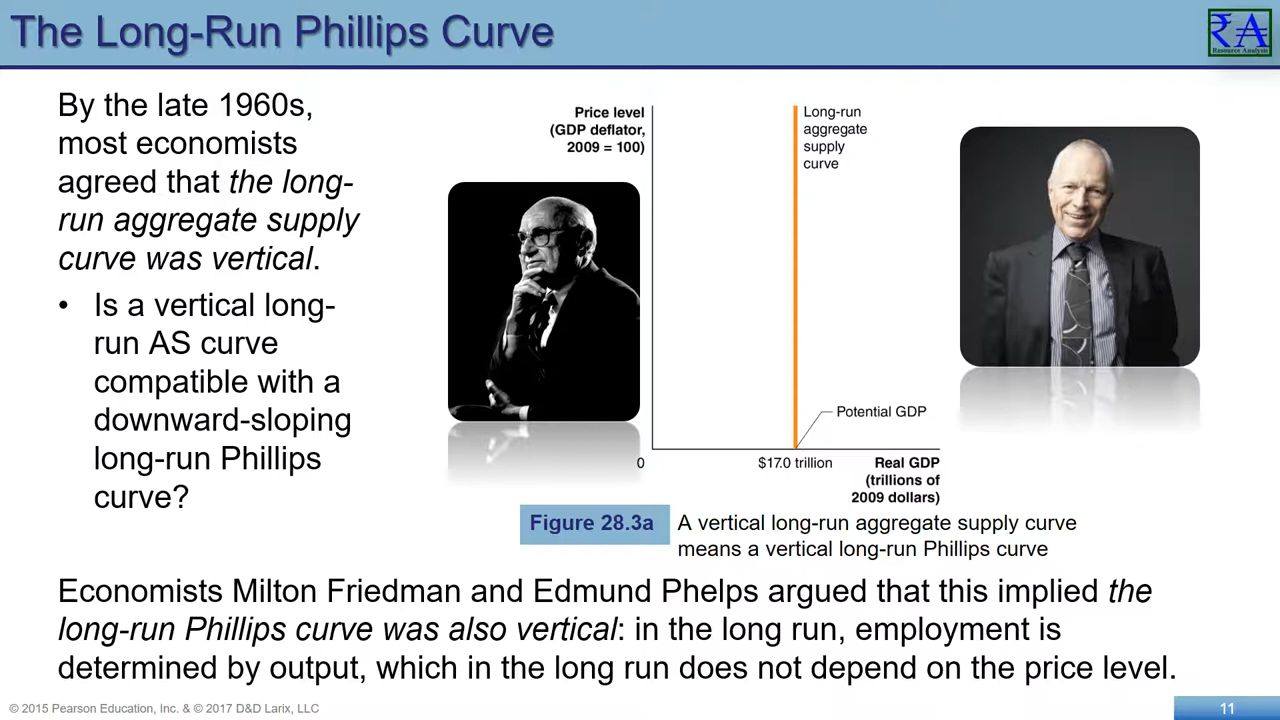 The Long-Run Phillips Curve
₹A
Resource Analysis
By the late 1960s,
most economists
agreed that the long-
run aggregate supply
curve was vertical.
• Is a vertical long-
run AS curve
compatible with a
downward-sloping
long-run Phillips
curve?
Price level
(GDP deflator,
2009 = 100)
Long-run
aggregate
supply
curve
Potential GDP
0
$17.0 trillion
Real GDP
(trillions of
2009 dollars)
Figure 28.3a
A vertical long-run aggregate supply curve
means a vertical long-run Phillips curve
Economists Milton Friedman and Edmund Phelps argued that this implied the
long-run Phillips curve was also vertical: in the long run, employment is
determined by output, which in the long run does not depend on the price level.
© 2015 Pearson Education, Inc. & © 2017 D&D Larix, LLC
11